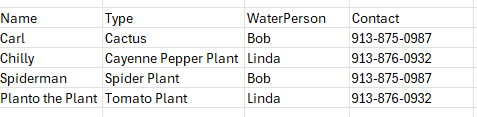 Name Type WaterPerson Contact
Carl Cactus Bob 913-875-0987
Chilly Cayenne Pepper Plant Linda 913-876-0932
Spiderman Spider Plant Bob 913-875-0987
Planto the Plant Tomato Plant Linda 913-876-0932